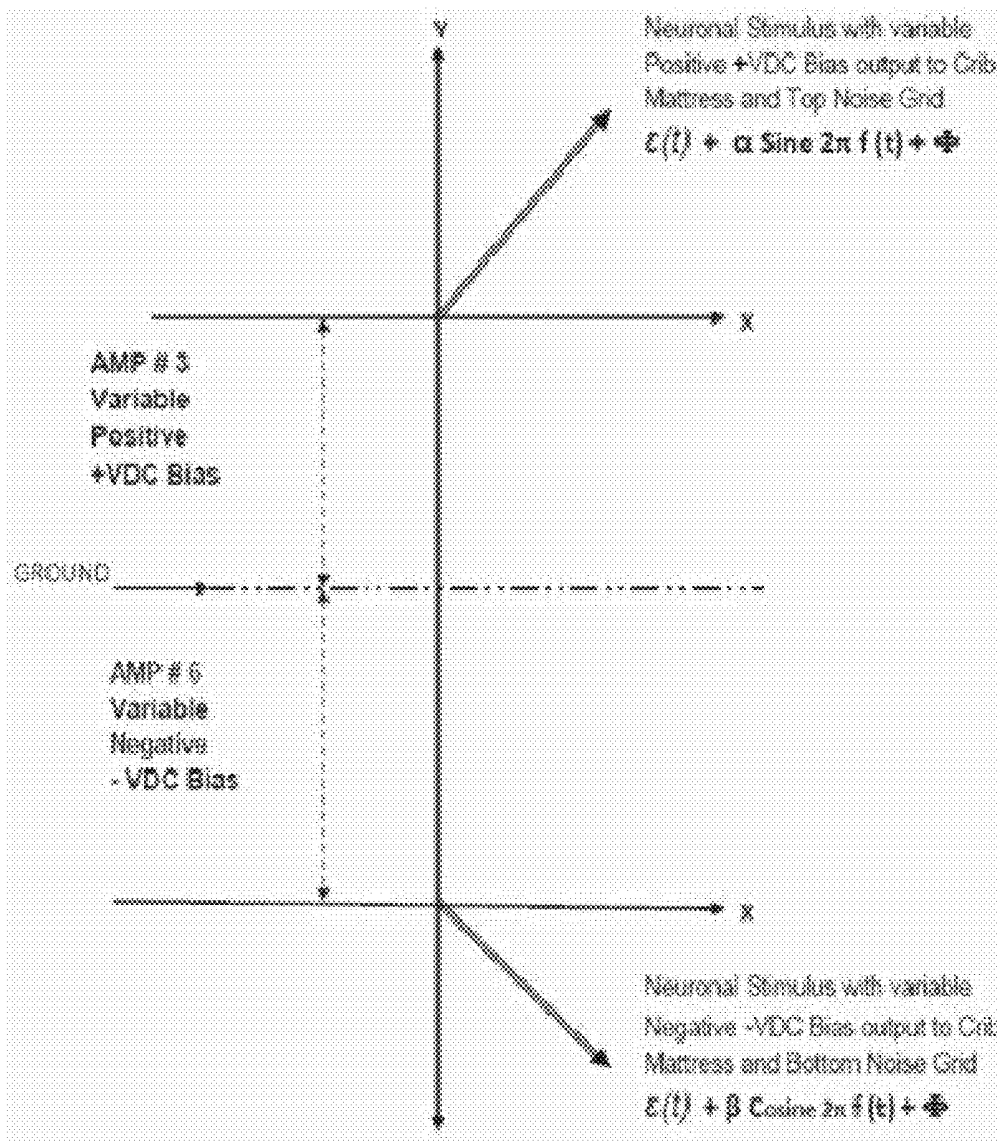 Y
Neuronal Stimulus with variable
Positive +VDC Bias output to Crib
Mattress and Top Noise Grid
ε(t) + α Sine 2π f (t) + Φ
X
AMP # 3
Variable
Positive
+VDC Bias
GROUND
AMP # 6
Variable
Negative
- VDC Bias
X
Neuronal Stimulus with variable
Negative -VDC Bias output to Crib
Mattress and Bottom Noise Grid
ε(t) + β Cosine 2π f (t) + Φ